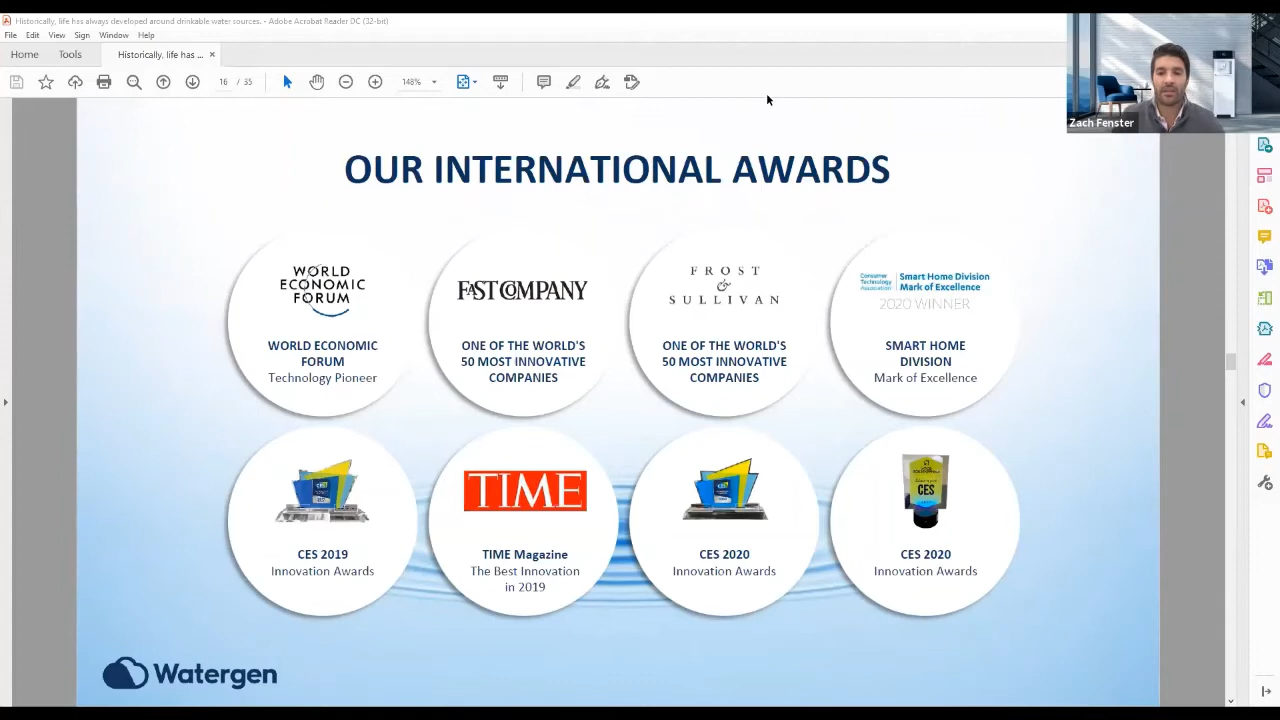 Historically, life has always developed around drinkable water sources. - Adobe Acrobat Reader DC (32-bit)
File Edit View Sign Window Help
Home Tools Historically, life has ... ×
16 / 35 148%
Zach Fenster
OUR INTERNATIONAL AWARDS
WORLD
ECONOMIC
FORUM
WORLD ECONOMIC
FORUM
Technology Pioneer
FAST COMPANY
ONE OF THE WORLD'S
50 MOST INNOVATIVE
COMPANIES
FROST
&
SULLIVAN
ONE OF THE WORLD'S
50 MOST INNOVATIVE
COMPANIES
Consumer
Technology
Association
Smart Home Division
Mark of Excellence
2020 WINNER
SMART HOME
DIVISION
Mark of Excellence
CES 2019
Innovation Awards
TIME
TIME Magazine
The Best Innovation
in 2019
CES 2020
Innovation Awards
CES
CES 2020
Innovation Awards
Watergen